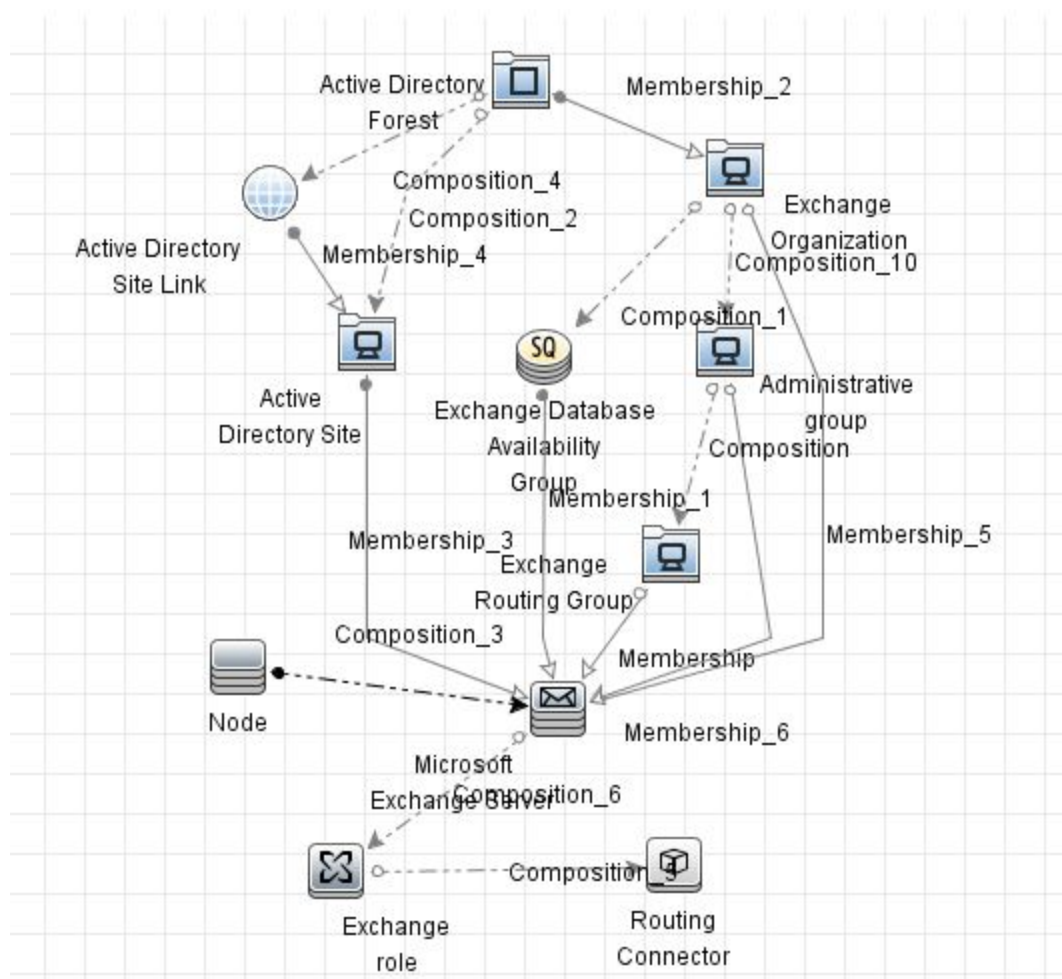 Active Directory
Forest
Membership_2
Composition_4
Composition_2
Exchange
Organization
Active Directory
Site Link
Membership_4
Composition_10
Composition_1
SQ
Administrative
group
Active
Directory Site
Exchange Database
Availability
Group
Composition
Membership_1
Membership_3
Membership_5
Exchange
Routing Group
Composition_3
Membership
Node
Membership_6
Microsoft
Exchange Server
Composition_6
Composition_5
Exchange
role
Routing
Connector